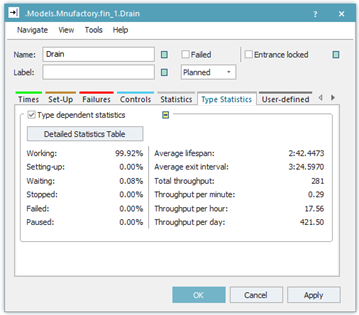 .Models.Mnufactory.fin_1.Drain
? ×
Navigate View Tools Help
Name: Drain Failed Entrance locked
Label: Planned
Times Set-Up Failures Controls Statistics Type Statistics User-defined
Type dependent statistics
Detailed Statistics Table
Working: 99.92% Average lifespan: 2:42.4473
Setting-up: 0.00% Average exit interval: 3:24.5970
Waiting: 0.08% Total throughput: 281
Stopped: 0.00% Throughput per minute: 0.29
Failed: 0.00% Throughput per hour: 17.56
Paused: 0.00% Throughput per day: 421.50
OK Cancel Apply